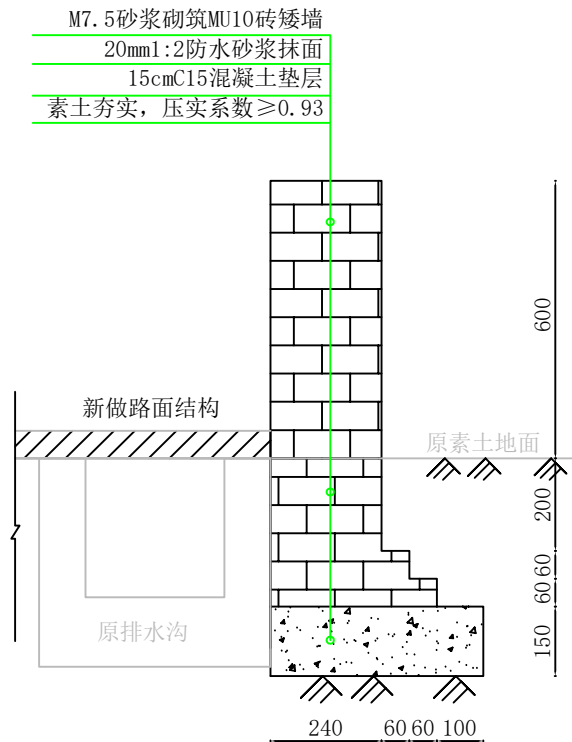 M7.5砂浆砌筑MU10砖矮墙
20mm1:2防水砂浆抹面
15cmC15混凝土垫层
素土夯实，压实系数≥0.93
600
新做路面结构
原素土地面
200
60
60
原排水沟
150
240 60 60 100